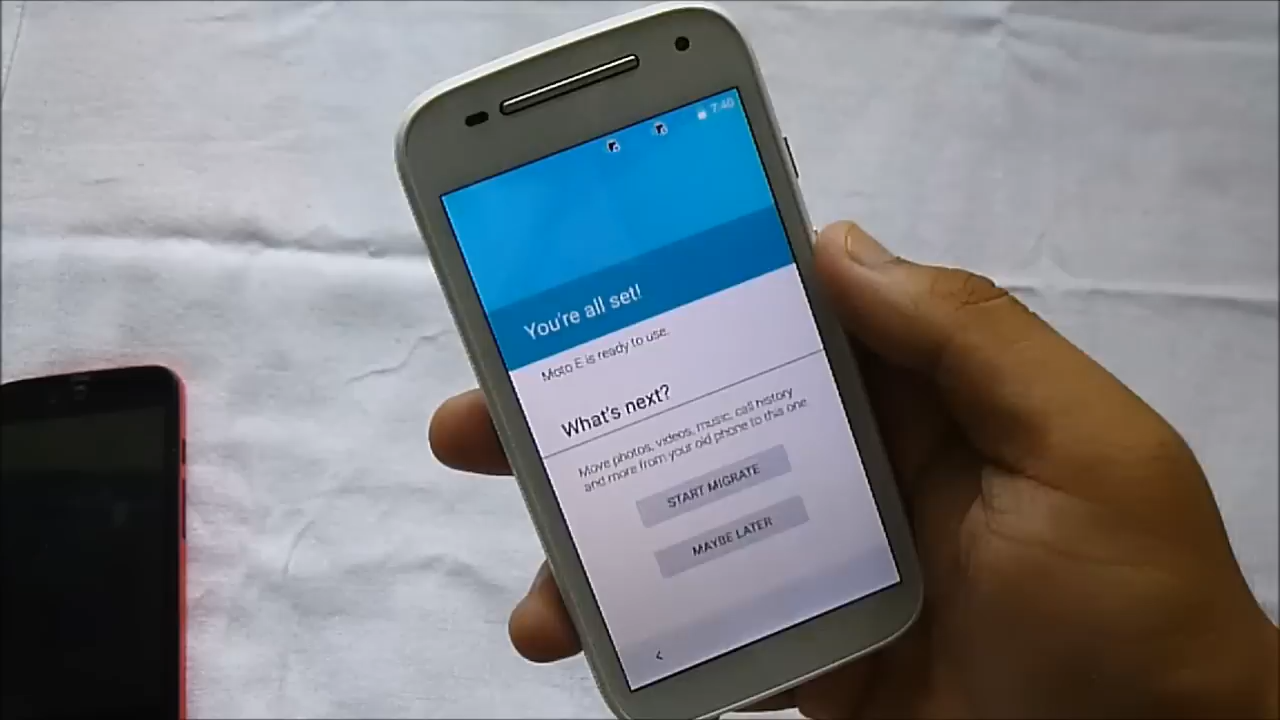 7:40
You're all set!
Moto E is ready to use.
What's next?
Move photos, videos, music, call history
and more from your old phone to this one
START MIGRATE
MAYBE LATER